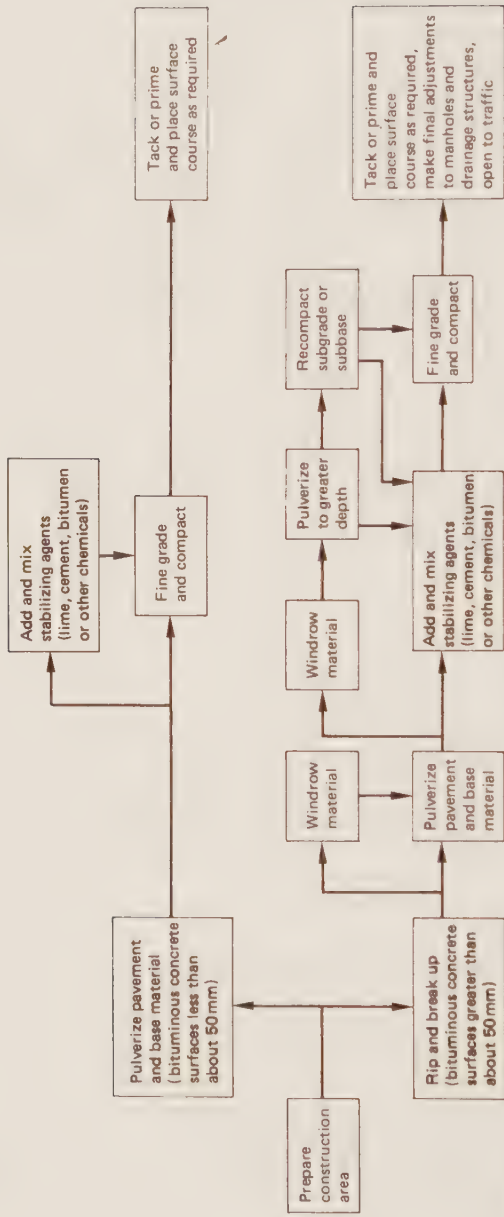 Prepare
construction
area
Pulverize pavement
and base material
(bituminous concrete
surfaces less than
about 50mm)
Add and mix
stabilizing agents
(lime, cement, bitumen
or other chemicals)
Fine grade
and compact
Tack or prime
and place surface
course as required
Rip and break up
(bituminous concrete
surfaces greater than
about 50mm)
Windrow
material
Pulverize
pavement
and base
material
Windrow
material
Pulverize
to greater
depth
Recompact
subgrade or
subbase
Add and mix
stabilizing agents
(lime, cement, bitumen
or other chemicals)
Fine grade
and compact
Tack or prime and
place surface
course as required,
make final adjustments
to manholes and
drainage structures,
open to traffic